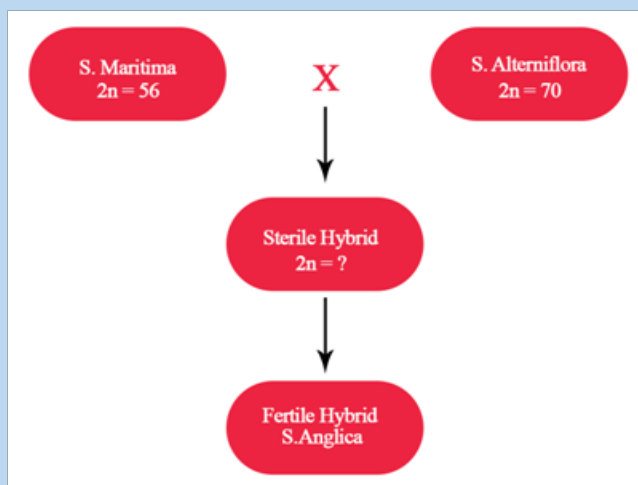 S. Maritima
2n = 56
X
S. Alterniflora
2n = 70
Sterile Hybrid
2n = ?
Fertile Hybrid
S.Anglica